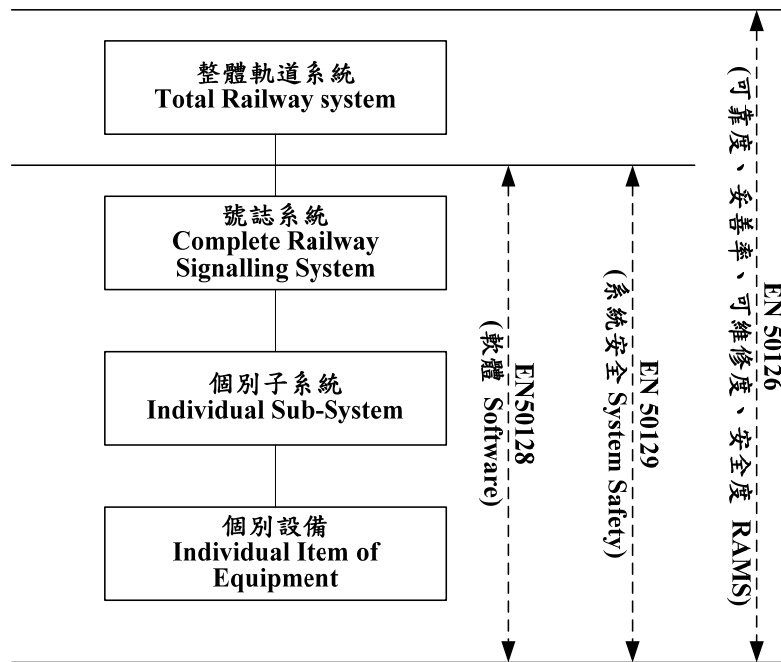 整體軌道系統
Total Railway system
號誌系統
Complete Railway
Signalling System
個別子系統
Individual Sub-System
個別設備
Individual Item of
Equipment
EN50128
(軟體 Software)
EN 50129
(系統安全 System Safety)
EN 50126
(可靠度、妥善率、可維修度、安全度 RAMS)